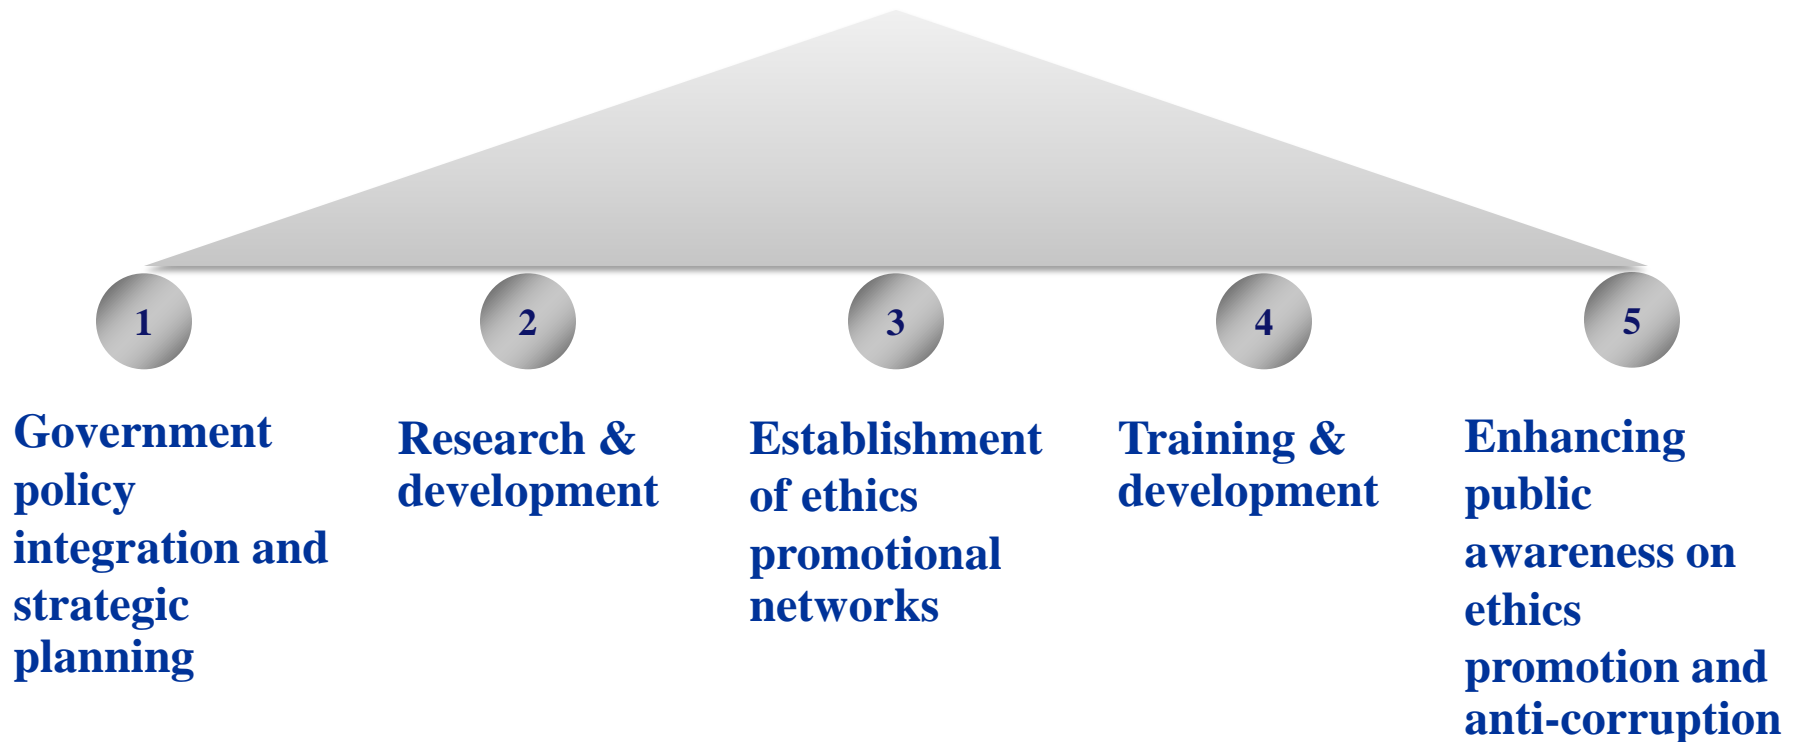 1
Government
policy
integration and
strategic
planning
2
Research &
development
3
Establishment
of ethics
promotional
networks
4
Training &
development
5
Enhancing
public
awareness on
ethics
promotion and
anti-corruption